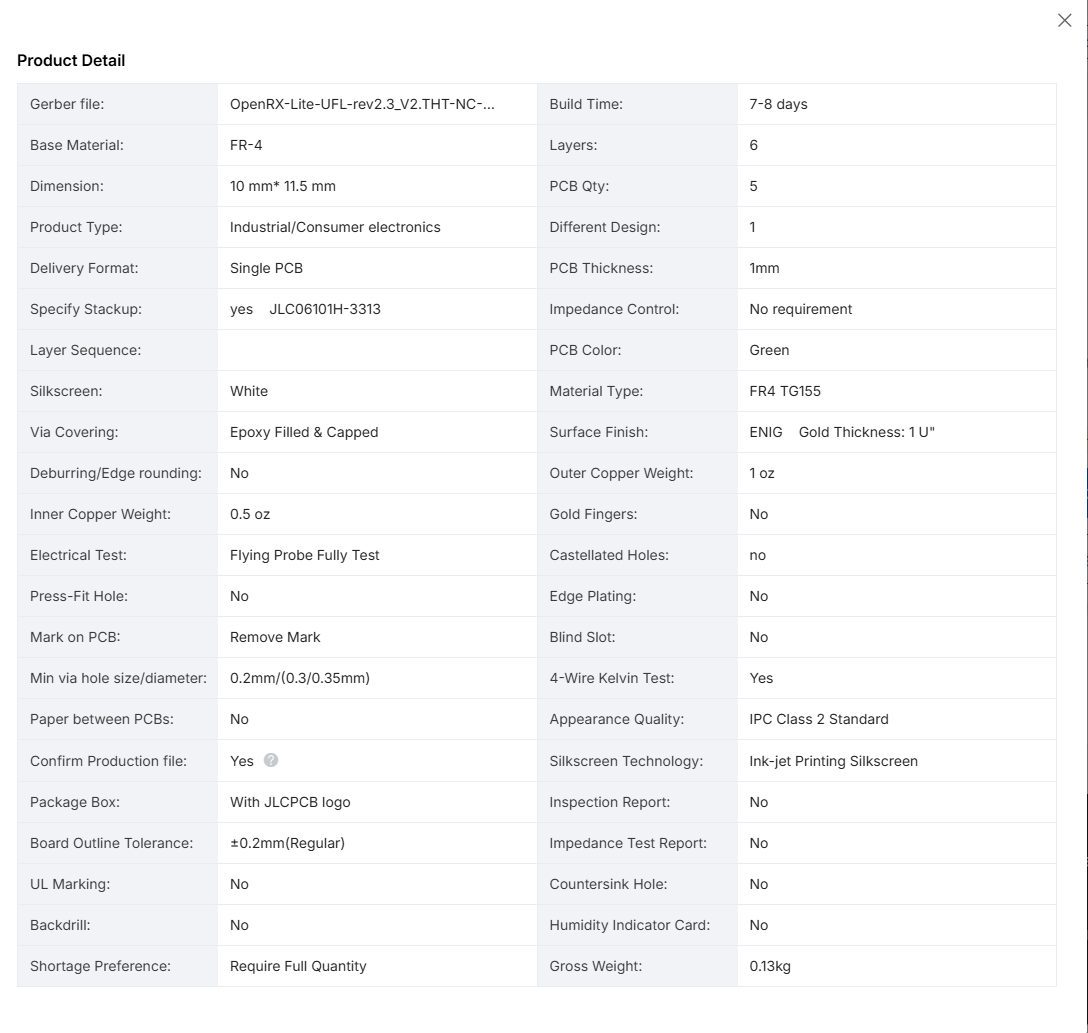 Product Detail
Gerber file: OpenRX-Lite-UFL-rev2.3_V2.THT-NC-... Build Time: 7-8 days
Base Material: FR-4 Layers: 6
Dimension: 10 mm* 11.5 mm PCB Qty: 5
Product Type: Industrial/Consumer electronics Different Design: 1
Delivery Format: Single PCB PCB Thickness: 1mm
Specify Stackup: yes JLC06101H-3313 Impedance Control: No requirement
Layer Sequence: PCB Color: Green
Silkscreen: White Material Type: FR4 TG155
Via Covering: Epoxy Filled & Capped Surface Finish: ENIG Gold Thickness: 1 U"
Deburring/Edge rounding: No Outer Copper Weight: 1 oz
Inner Copper Weight: 0.5 oz Gold Fingers: No
Electrical Test: Flying Probe Fully Test Castellated Holes: no
Press-Fit Hole: No Edge Plating: No
Mark on PCB: Remove Mark Blind Slot: No
Min via hole size/diameter: 0.2mm/(0.3/0.35mm) 4-Wire Kelvin Test: Yes
Paper between PCBs: No Appearance Quality: IPC Class 2 Standard
Confirm Production file: Yes ? Silkscreen Technology: Ink-jet Printing Silkscreen
Package Box: With JLCPCB logo Inspection Report: No
Board Outline Tolerance: ±0.2mm(Regular) Impedance Test Report: No
UL Marking: No Countersink Hole: No
Backdrill: No Humidity Indicator Card: No
Shortage Preference: Require Full Quantity Gross Weight: 0.13kg